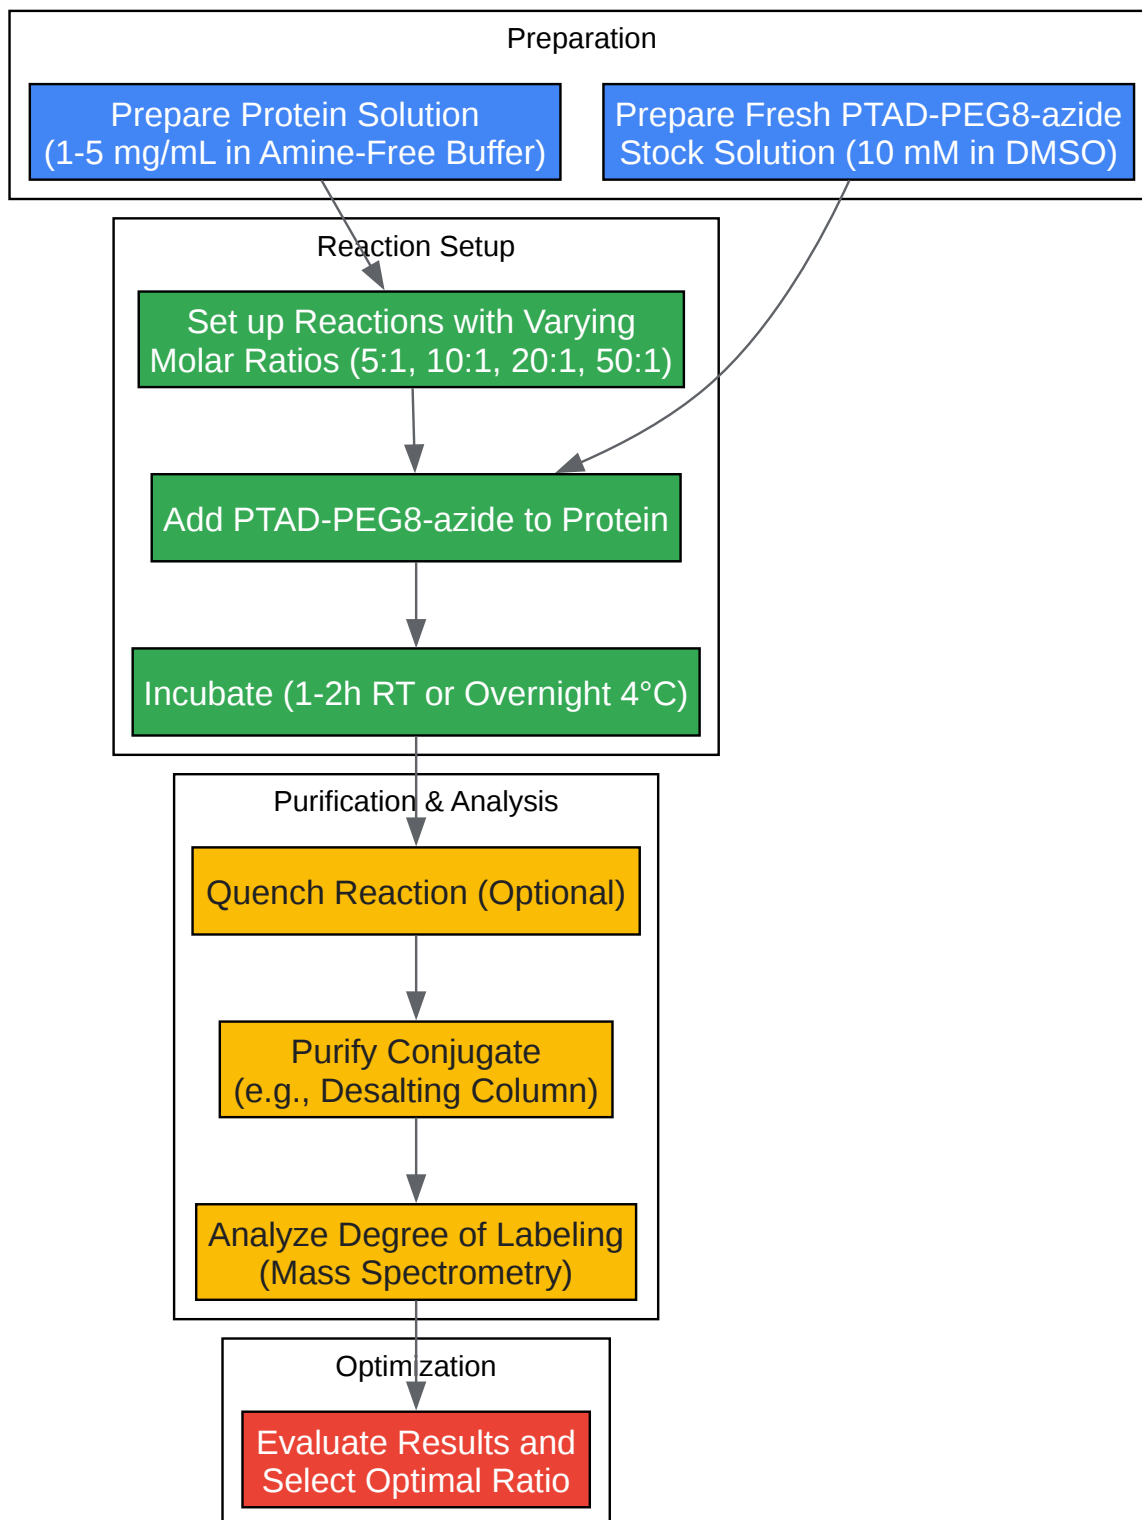 Preparation
Prepare Protein Solution
(1-5 mg/mL in Amine-Free Buffer)
Prepare Fresh PTAD-PEG8-azide
Stock Solution (10 mM in DMSO)
Reaction Setup
Set up Reactions with Varying
Molar Ratios (5:1, 10:1, 20:1, 50:1)
Add PTAD-PEG8-azide to Protein
Incubate (1-2h RT or Overnight 4°C)
Purification & Analysis
Quench Reaction (Optional)
Purify Conjugate
(e.g., Desalting Column)
Analyze Degree of Labeling
(Mass Spectrometry)
Optimization
Evaluate Results and
Select Optimal Ratio